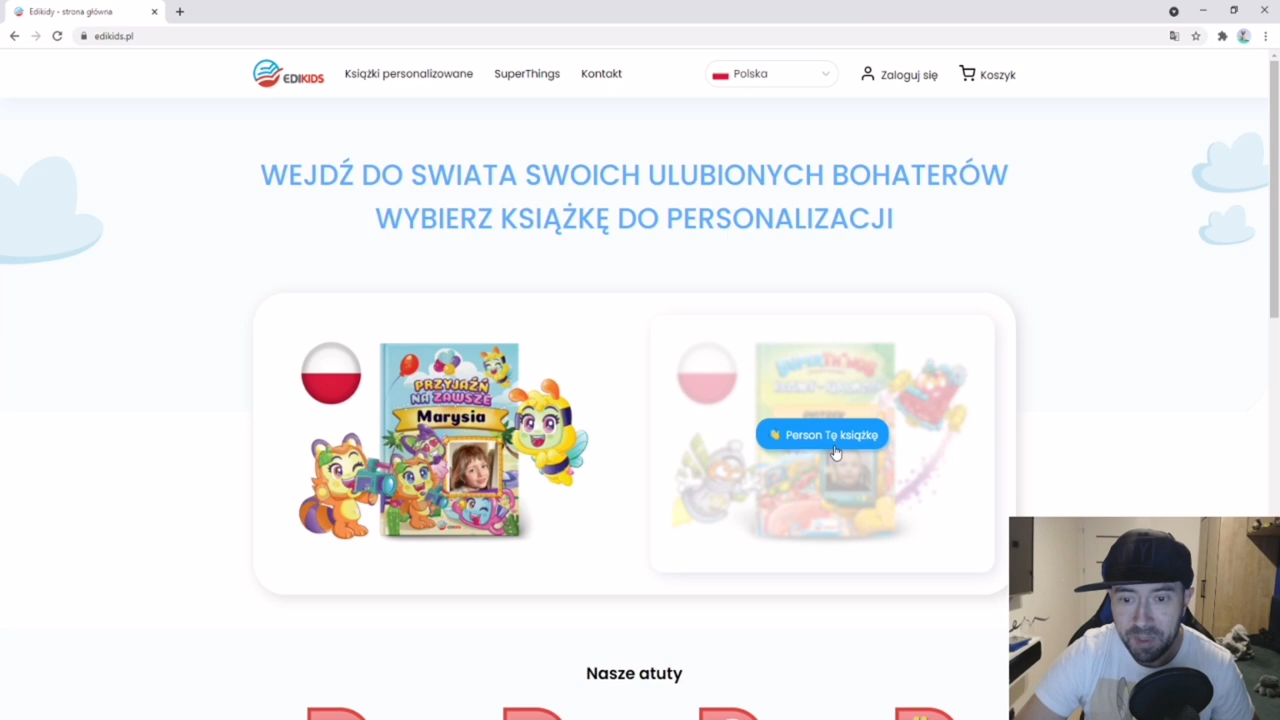 Edikidy - strona główna
edikids.pl
EDIKIDS
Książki personalizowane
SuperThings
Kontakt
Polska
Zaloguj się
Koszyk
WEJDŹ DO SWIATA SWOICH ULUBIONYCH BOHATERÓW
WYBIERZ KSIĄŻKĘ DO PERSONALIZACJI
PRZYJAŹŃ
NA ZAWSZE
Marysia
EDIKIDS
Person Tę książkę
Nasze atuty